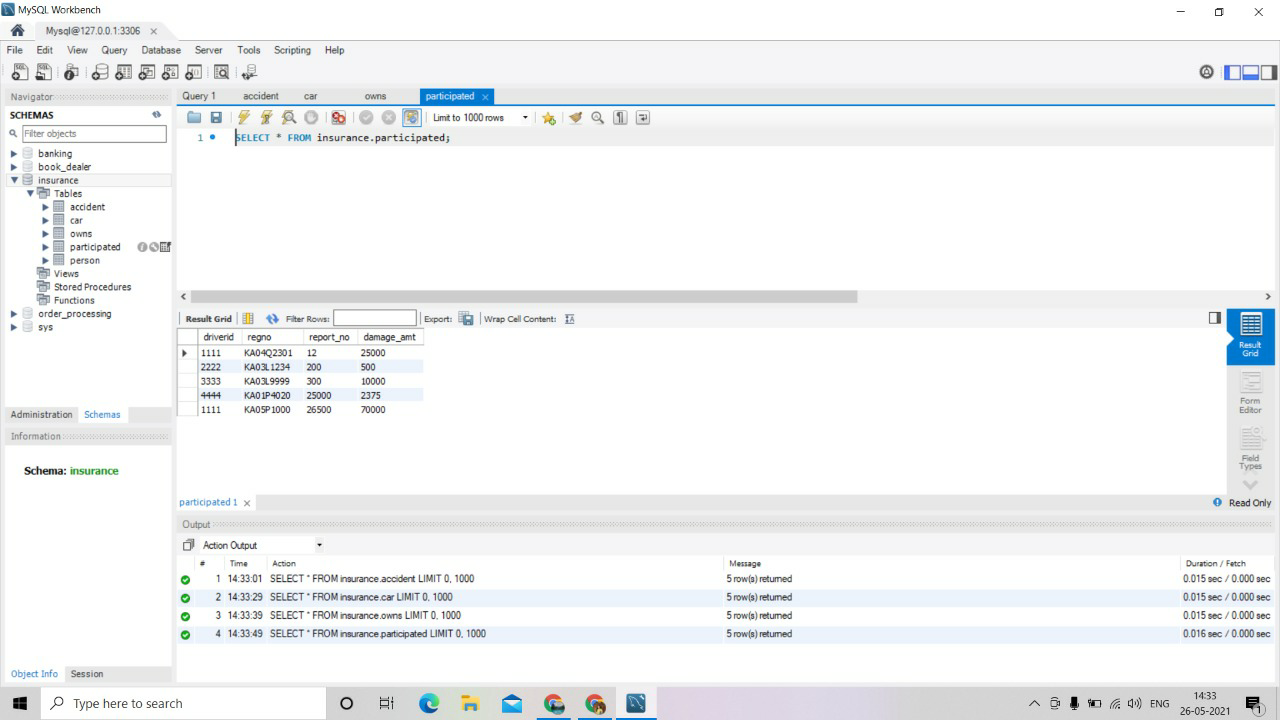 MySQL Workbench
Mysql@127.0.0.1:3306
File Edit View Query Database Server Tools Scripting Help
Navigator
SCHEMAS
Filter objects
banking
book_dealer
insurance
Tables
accident
car
owns
participated
person
Views
Stored Procedures
Functions
order_processing
sys
Administration Schemas
Information
Schema: insurance
Object Info Session
Query 1 accident car owns participated
Limit to 1000 rows
1 SELECT * FROM insurance.participated;
Result Grid Filter Rows: Export: Wrap Cell Content:
driverid regno report_no damage_amt
1111 KA04Q2301 12 25000
2222 KA03L1234 200 500
3333 KA03L9999 300 10000
4444 KA01P4020 25000 2375
1111 KA05P1000 26500 70000
Result
Grid
Form
Editor
Field
Types
participated 1 Read Only
Output
Action Output
# Time Action Message Duration / Fetch
1 14:33:01 SELECT * FROM insurance.accident LIMIT 0, 1000 5 row(s) returned 0.015 sec / 0.000 sec
2 14:33:29 SELECT * FROM insurance.car LIMIT 0, 1000 5 row(s) returned 0.015 sec / 0.000 sec
3 14:33:39 SELECT * FROM insurance.owns LIMIT 0, 1000 5 row(s) returned 0.015 sec / 0.000 sec
4 14:33:49 SELECT * FROM insurance.participated LIMIT 0, 1000 5 row(s) returned 0.016 sec / 0.000 sec
Type here to search
ENG
14:33
26-05-2021
1